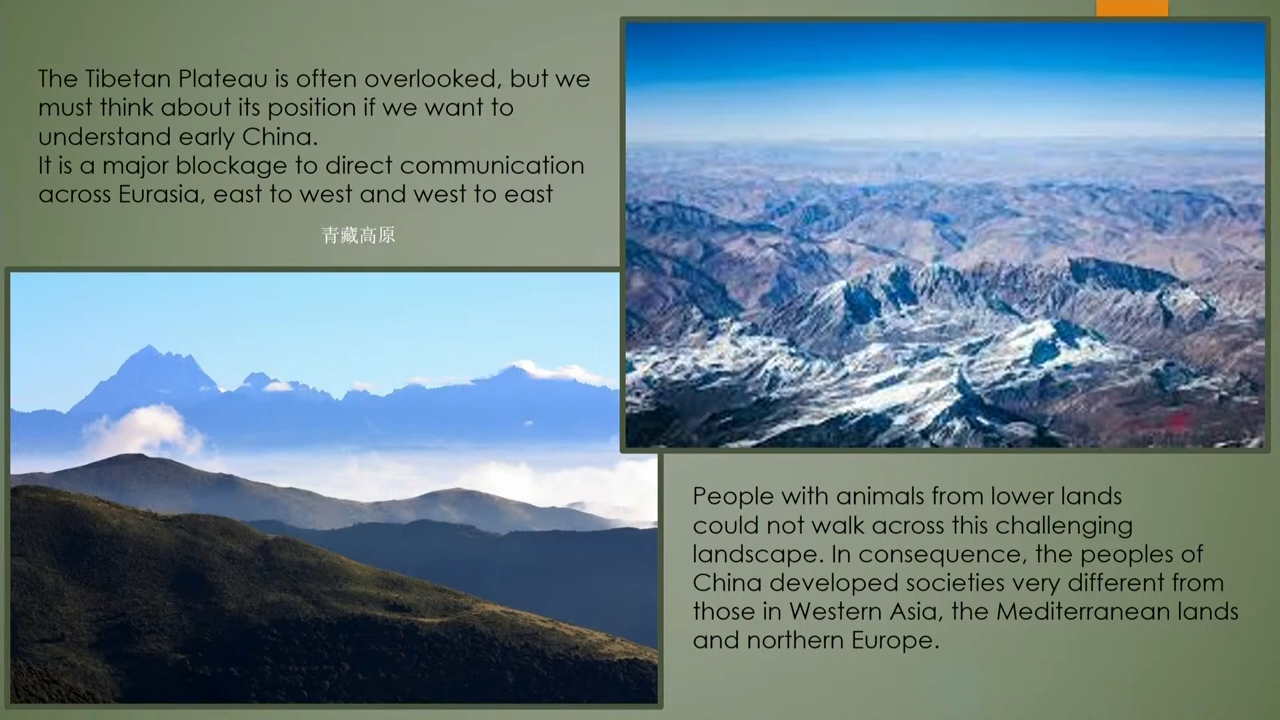 The Tibetan Plateau is often overlooked, but we
must think about its position if we want to
understand early China.
It is a major blockage to direct communication
across Eurasia, east to west and west to east
青藏高原
People with animals from lower lands
could not walk across this challenging
landscape. In consequence, the peoples of
China developed societies very different from
those in Western Asia, the Mediterranean lands
and northern Europe.